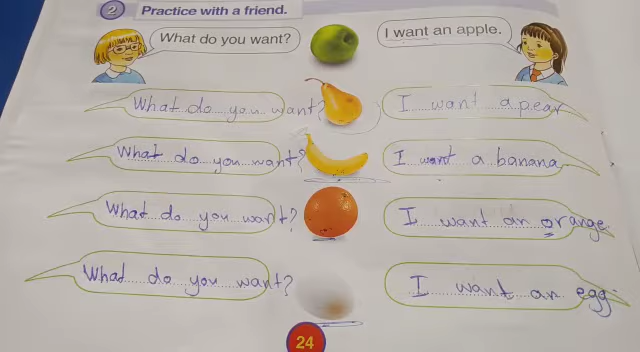 2 Practice with a friend.
What do you want? I want an apple.
What do you want? I want a pear
What do you want? I want a banana
What do you want? I want an orange
What do you want? I want an egg
24